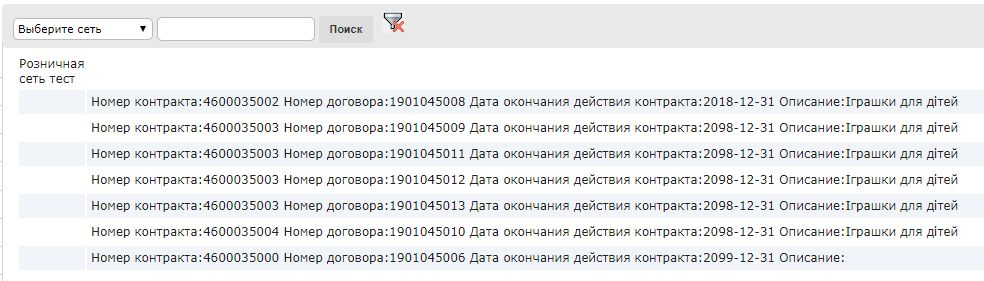 Выберите сеть Поиск
Розничная
сеть тест
Номер контракта:4600035002 Номер договора:1901045008 Дата окончания действия контракта:2018-12-31 Описание:Іграшки для дітей
Номер контракта:4600035003 Номер договора:1901045009 Дата окончания действия контракта:2098-12-31 Описание:Іграшки для дітей
Номер контракта:4600035003 Номер договора:1901045011 Дата окончания действия контракта:2098-12-31 Описание:Іграшки для дітей
Номер контракта:4600035003 Номер договора:1901045012 Дата окончания действия контракта:2098-12-31 Описание:Іграшки для дітей
Номер контракта:4600035003 Номер договора:1901045013 Дата окончания действия контракта:2098-12-31 Описание:Іграшки для дітей
Номер контракта:4600035004 Номер договора:1901045010 Дата окончания действия контракта:2098-12-31 Описание:Іграшки для дітей
Номер контракта:4600035000 Номер договора:1901045006 Дата окончания действия контракта:2099-12-31 Описание: